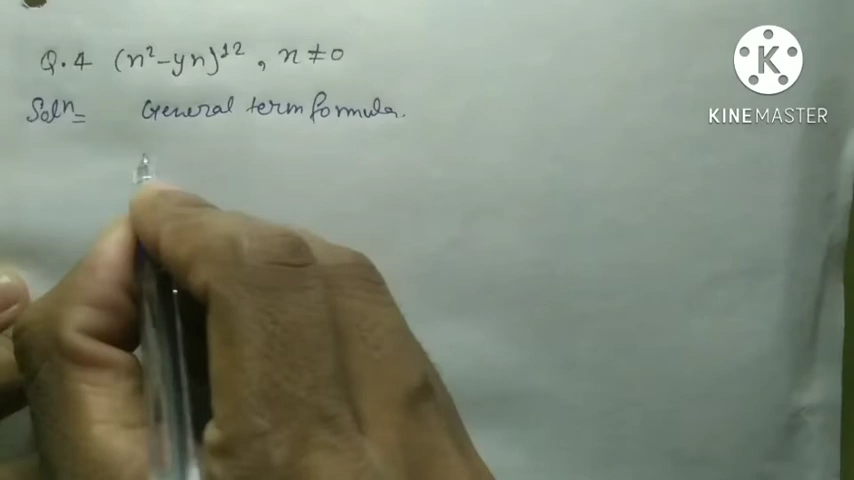 Q.4 (x²-yx)¹², x ≠ 0
Solⁿ= General term formula.
KINEMASTER